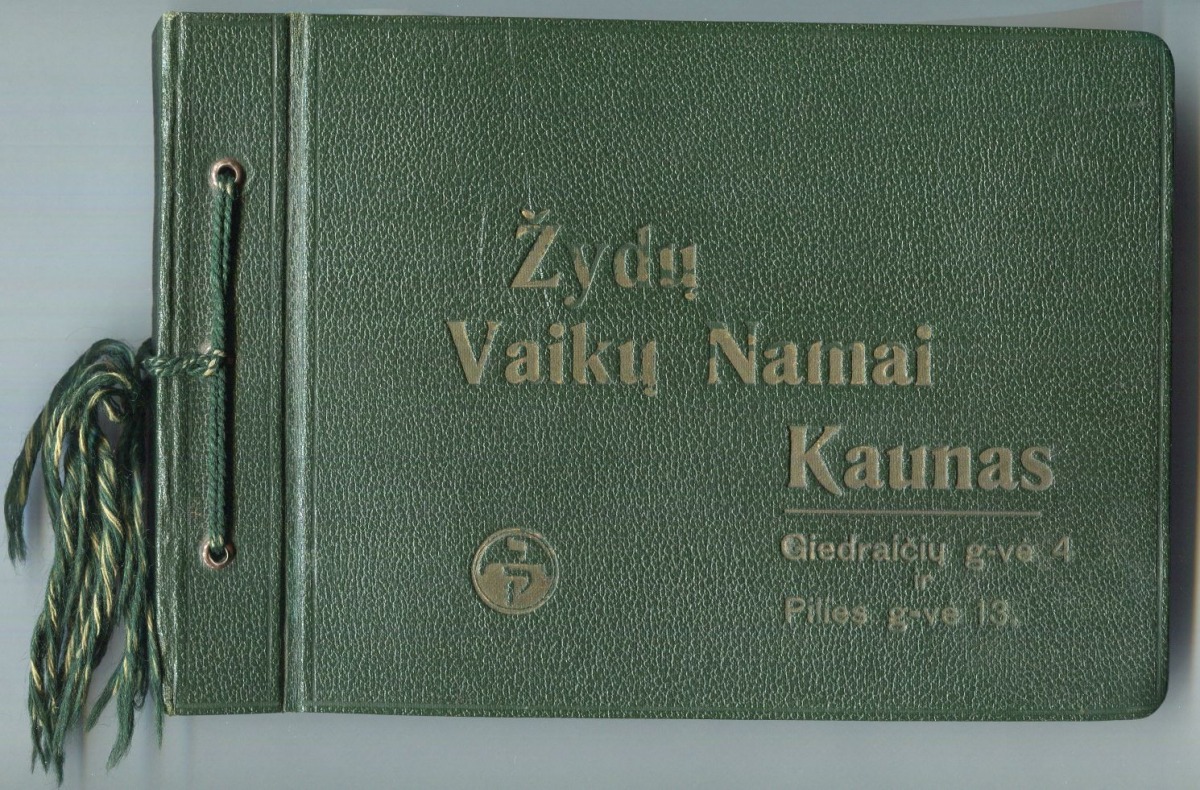 Žydų
Vaikų Namai
Kaunas
Giedraičių g-vė 4
ir
Pilies g-vė 13.